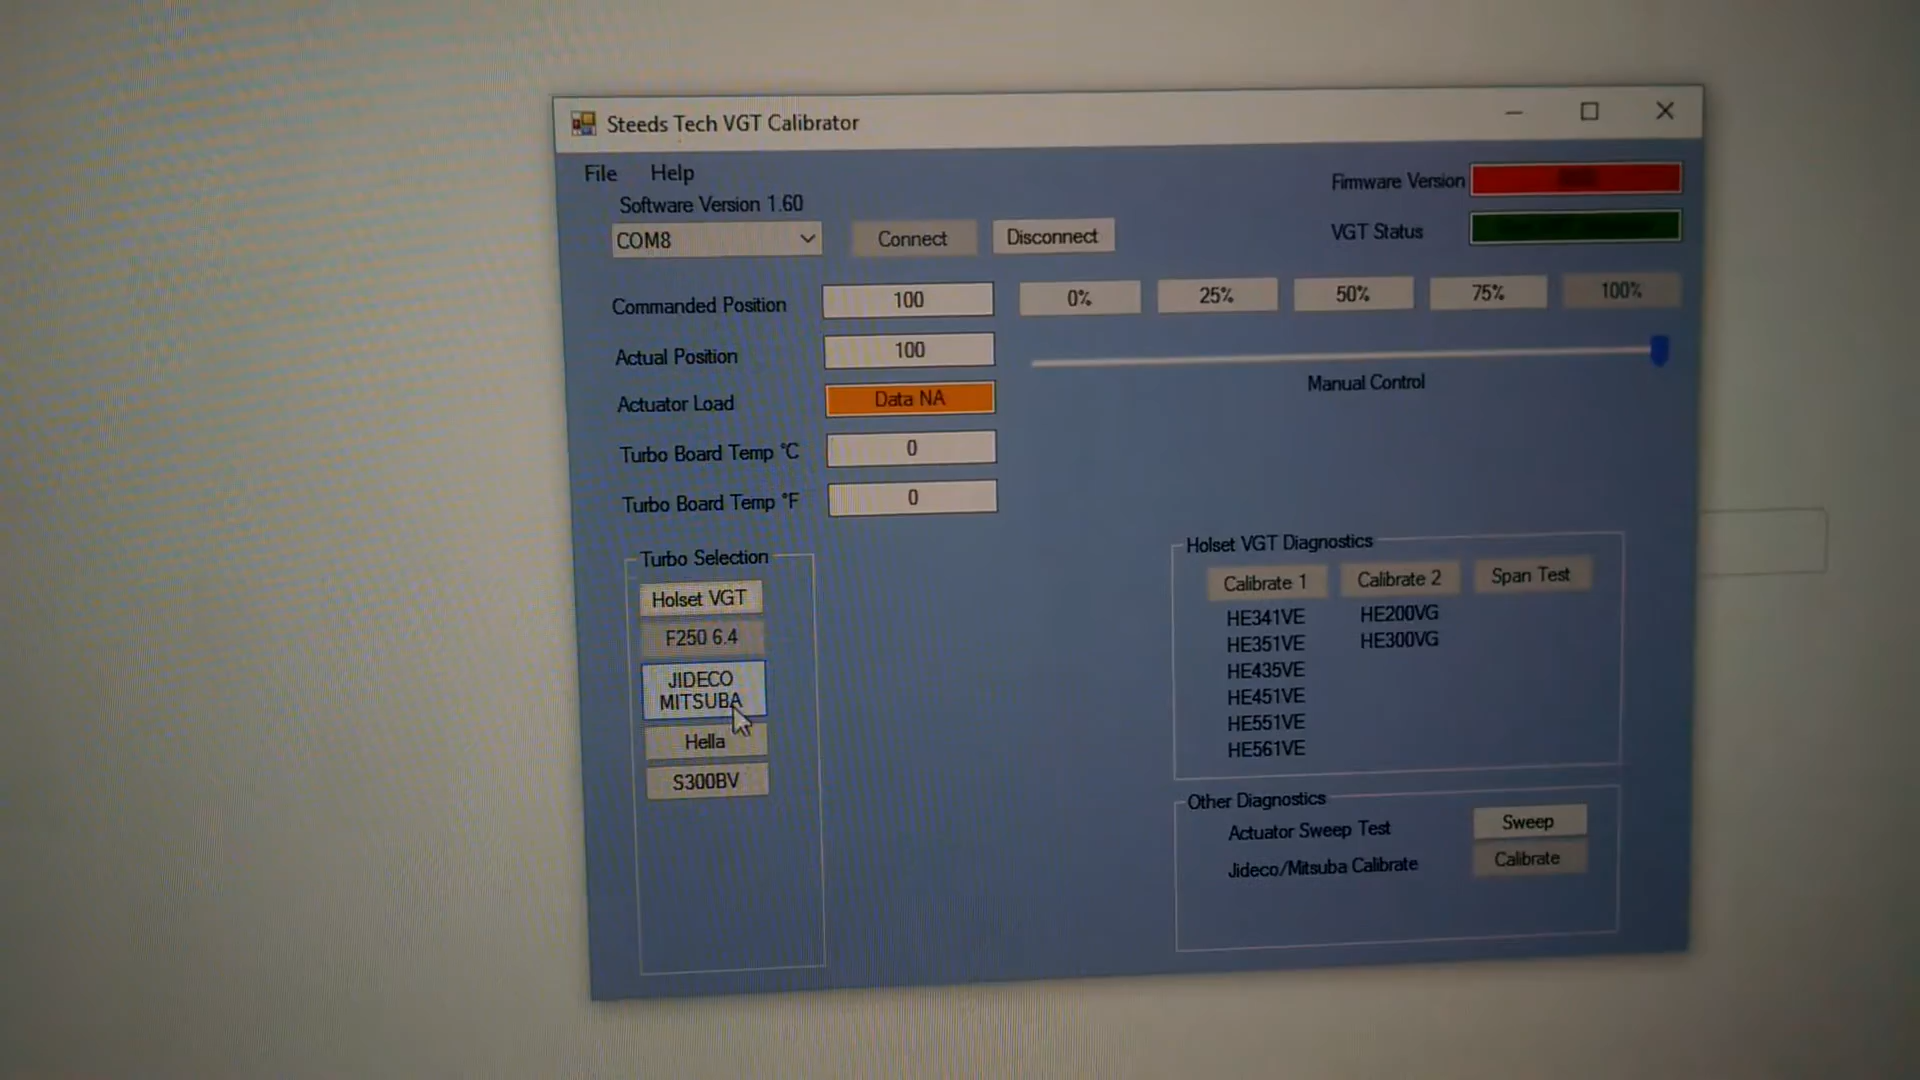 Steeds Tech VGT Calibrator
File Help
Firmware Version
Software Version 1.60
COM8 Connect Disconnect
VGT Status
Commanded Position 100 0% 25% 50% 75% 100%
Actual Position 100
Manual Control
Actuator Load Data NA
Turbo Board Temp °C 0
Turbo Board Temp °F 0
Turbo Selection
Holset VGT
F250 6.4
JIDECO
MITSUBA
Hella
S300BV
Holset VGT Diagnostics
Calibrate 1 Calibrate 2 Span Test
HE341VE HE200VG
HE351VE HE300VG
HE435VE
HE451VE
HE551VE
HE561VE
Other Diagnostics
Actuator Sweep Test Sweep
Jideco/Mitsuba Calibrate Calibrate